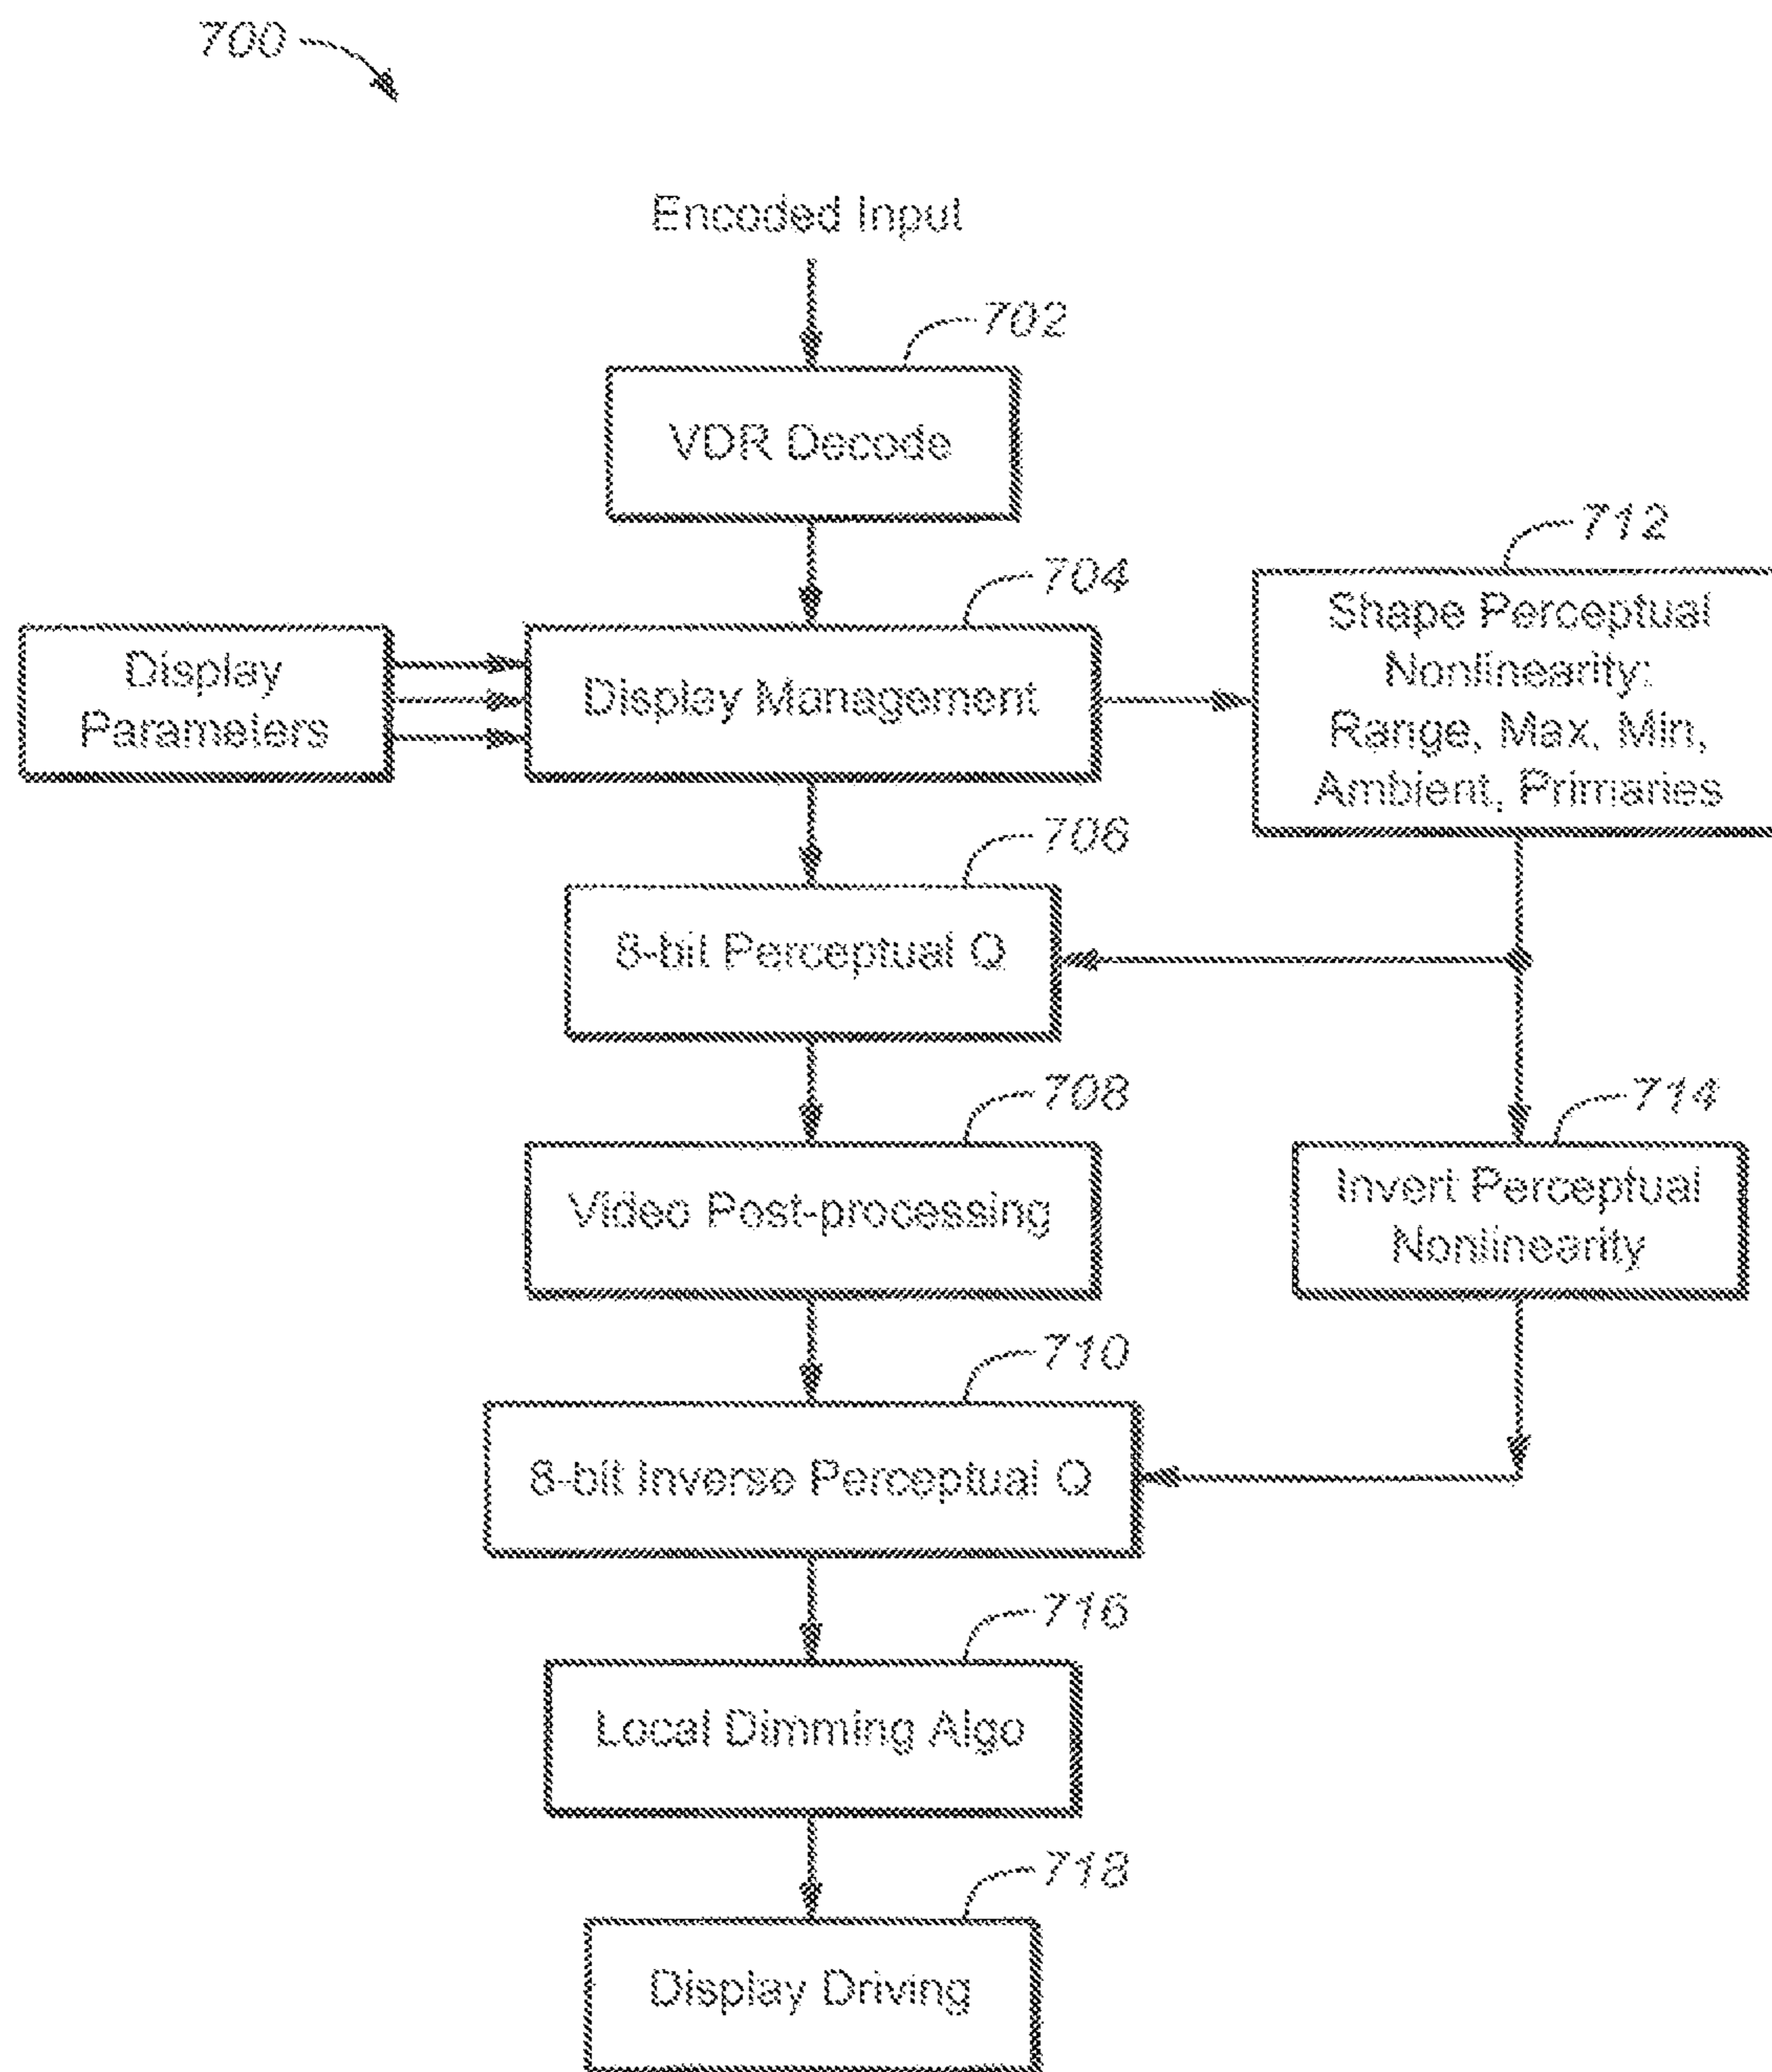 700
Encoded Input
702
VDR Decode
704
712
Display
Parameters
Display Management
Shape Perceptual
Nonlinearity:
Range, Max, Min,
Ambient, Primaries
706
8-bit Perceptual Q
708
714
Video Post-processing
Invert Perceptual
Nonlinearity
710
8-bit Inverse Perceptual Q
716
Local Dimming Algo
718
Display Driving